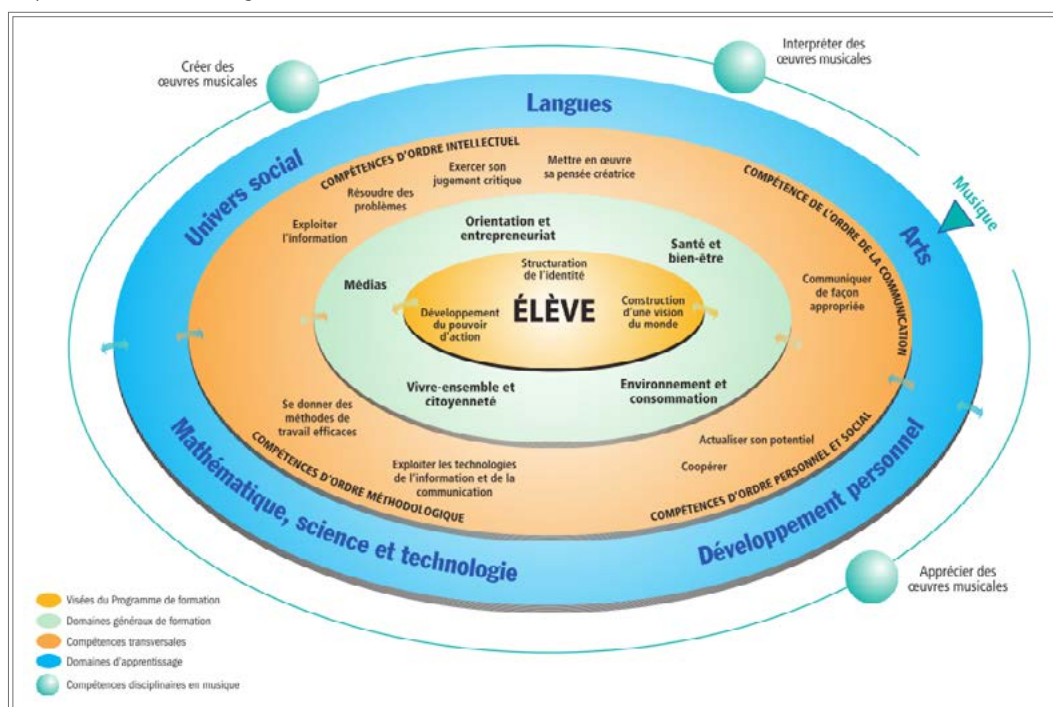 Créer des
œuvres musicales
Interpréter des
œuvres musicales
Langues
Univers social
Arts
Musique
COMPÉTENCES D'ORDRE INTELLECTUEL
COMPÉTENCE DE L'ORDRE DE LA COMMUNICATION
Exploiter
l'information
Résoudre des
problèmes
Exercer son
jugement critique
Mettre en œuvre
sa pensée créatrice
Communiquer
de façon
appropriée
Orientation et
entrepreneuriat
Santé et
bien-être
Médias
Structuration
de l'identité
ÉLÈVE
Développement
du pouvoir
d'action
Construction
d'une vision
du monde
Vivre-ensemble et
citoyenneté
Environnement et
consommation
Se donner des
méthodes de
travail efficaces
Exploiter les technologies
de l'information et de la
communication
Actualiser son potentiel
Coopérer
COMPÉTENCES D'ORDRE MÉTHODOLOGIQUE
COMPÉTENCES D'ORDRE PERSONNEL ET SOCIAL
Mathématique, science et technologie
Développement personnel
Apprécier des
œuvres musicales
Visées du Programme de formation
Domaines généraux de formation
Compétences transversales
Domaines d'apprentissage
Compétences disciplinaires en musique